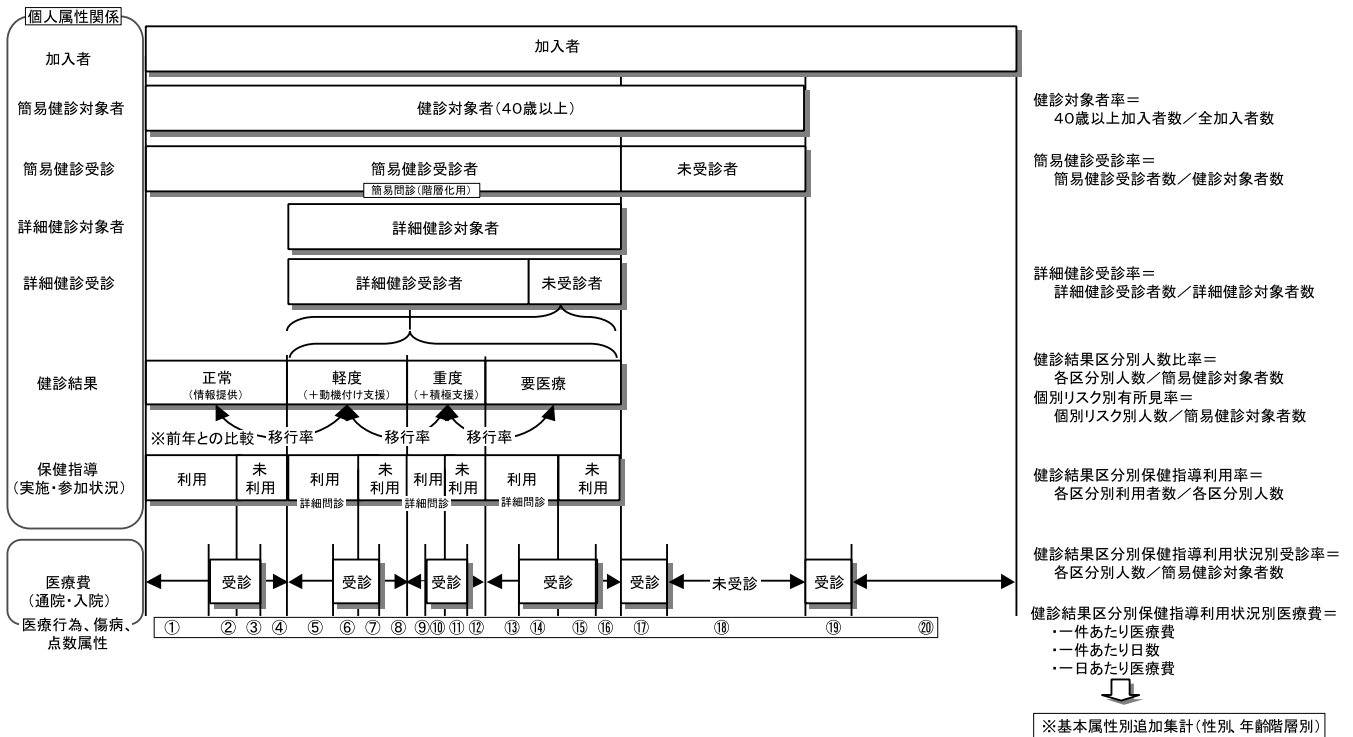 個人属性関係
加入者
加入者
簡易健診対象者
健診対象者(40歳以上)
健診対象者率=
40歳以上加入者数/全加入者数
簡易健診受診
簡易健診受診者
未受診者
簡易問診(階層化用)
簡易健診受診率=
簡易健診受診者数/健診対象者数
詳細健診対象者
詳細健診対象者
詳細健診受診
詳細健診受診者
未受診者
詳細健診受診率=
詳細健診受診者数/詳細健診対象者数
健診結果
正常
(情報提供)
軽度
(+動機付け支援)
重度
(+積極支援)
要医療
健診結果区分別人数比率=
各区分別人数/簡易健診対象者数
個別リスク別有所見率=
個別リスク別人数/簡易健診対象者数
※前年との比較
移行率
移行率
移行率
保健指導
(実施・参加状況)
利用
未
利用
利用
未
利用
利用
未
利用
利用
未
利用
詳細問診
詳細問診
詳細問診
健診結果区分別保健指導利用率=
各区分別利用者数/各区分別人数
医療費
(通院・入院)
受診
受診
受診
受診
受診
未受診
受診
健診結果区分別保健指導利用状況別受診率=
各区分別人数/簡易健診対象者数
医療行為、傷病、
点数属性
① ② ③ ④ ⑤ ⑥ ⑦ ⑧ ⑨ ⑩ ⑪ ⑫ ⑬ ⑭ ⑮ ⑯ ⑰ ⑱ ⑲ ⑳
健診結果区分別保健指導利用状況別医療費=
・一件あたり医療費
・一件あたり日数
・一日あたり医療費
※基本属性別追加集計(性別、年齢階層別)